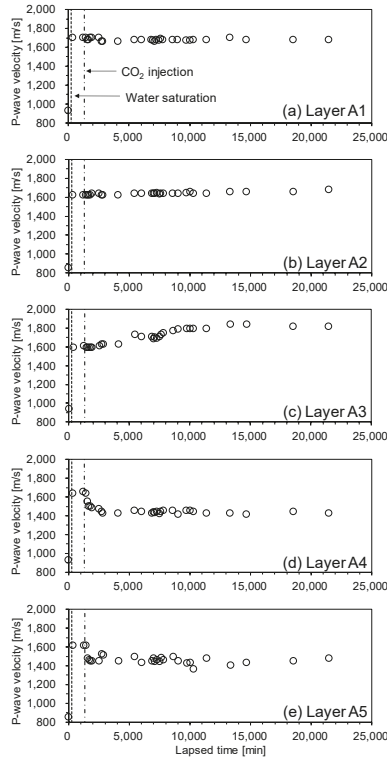 P-wave velocity [m/s]
2,000
1,800
1,600
1,400
1,200
1,000
800
CO2 injection
Water saturation
(a) Layer A1
0 5,000 10,000 15,000 20,000 25,000
P-wave velocity [m/s]
2,000
1,800
1,600
1,400
1,200
1,000
800
(b) Layer A2
0 5,000 10,000 15,000 20,000 25,000
P-wave velocity [m/s]
2,000
1,800
1,600
1,400
1,200
1,000
800
(c) Layer A3
0 5,000 10,000 15,000 20,000 25,000
P-wave velocity [m/s]
2,000
1,800
1,600
1,400
1,200
1,000
800
(d) Layer A4
0 5,000 10,000 15,000 20,000 25,000
P-wave velocity [m/s]
2,000
1,800
1,600
1,400
1,200
1,000
800
(e) Layer A5
0 5,000 10,000 15,000 20,000 25,000
Lapsed time [min]